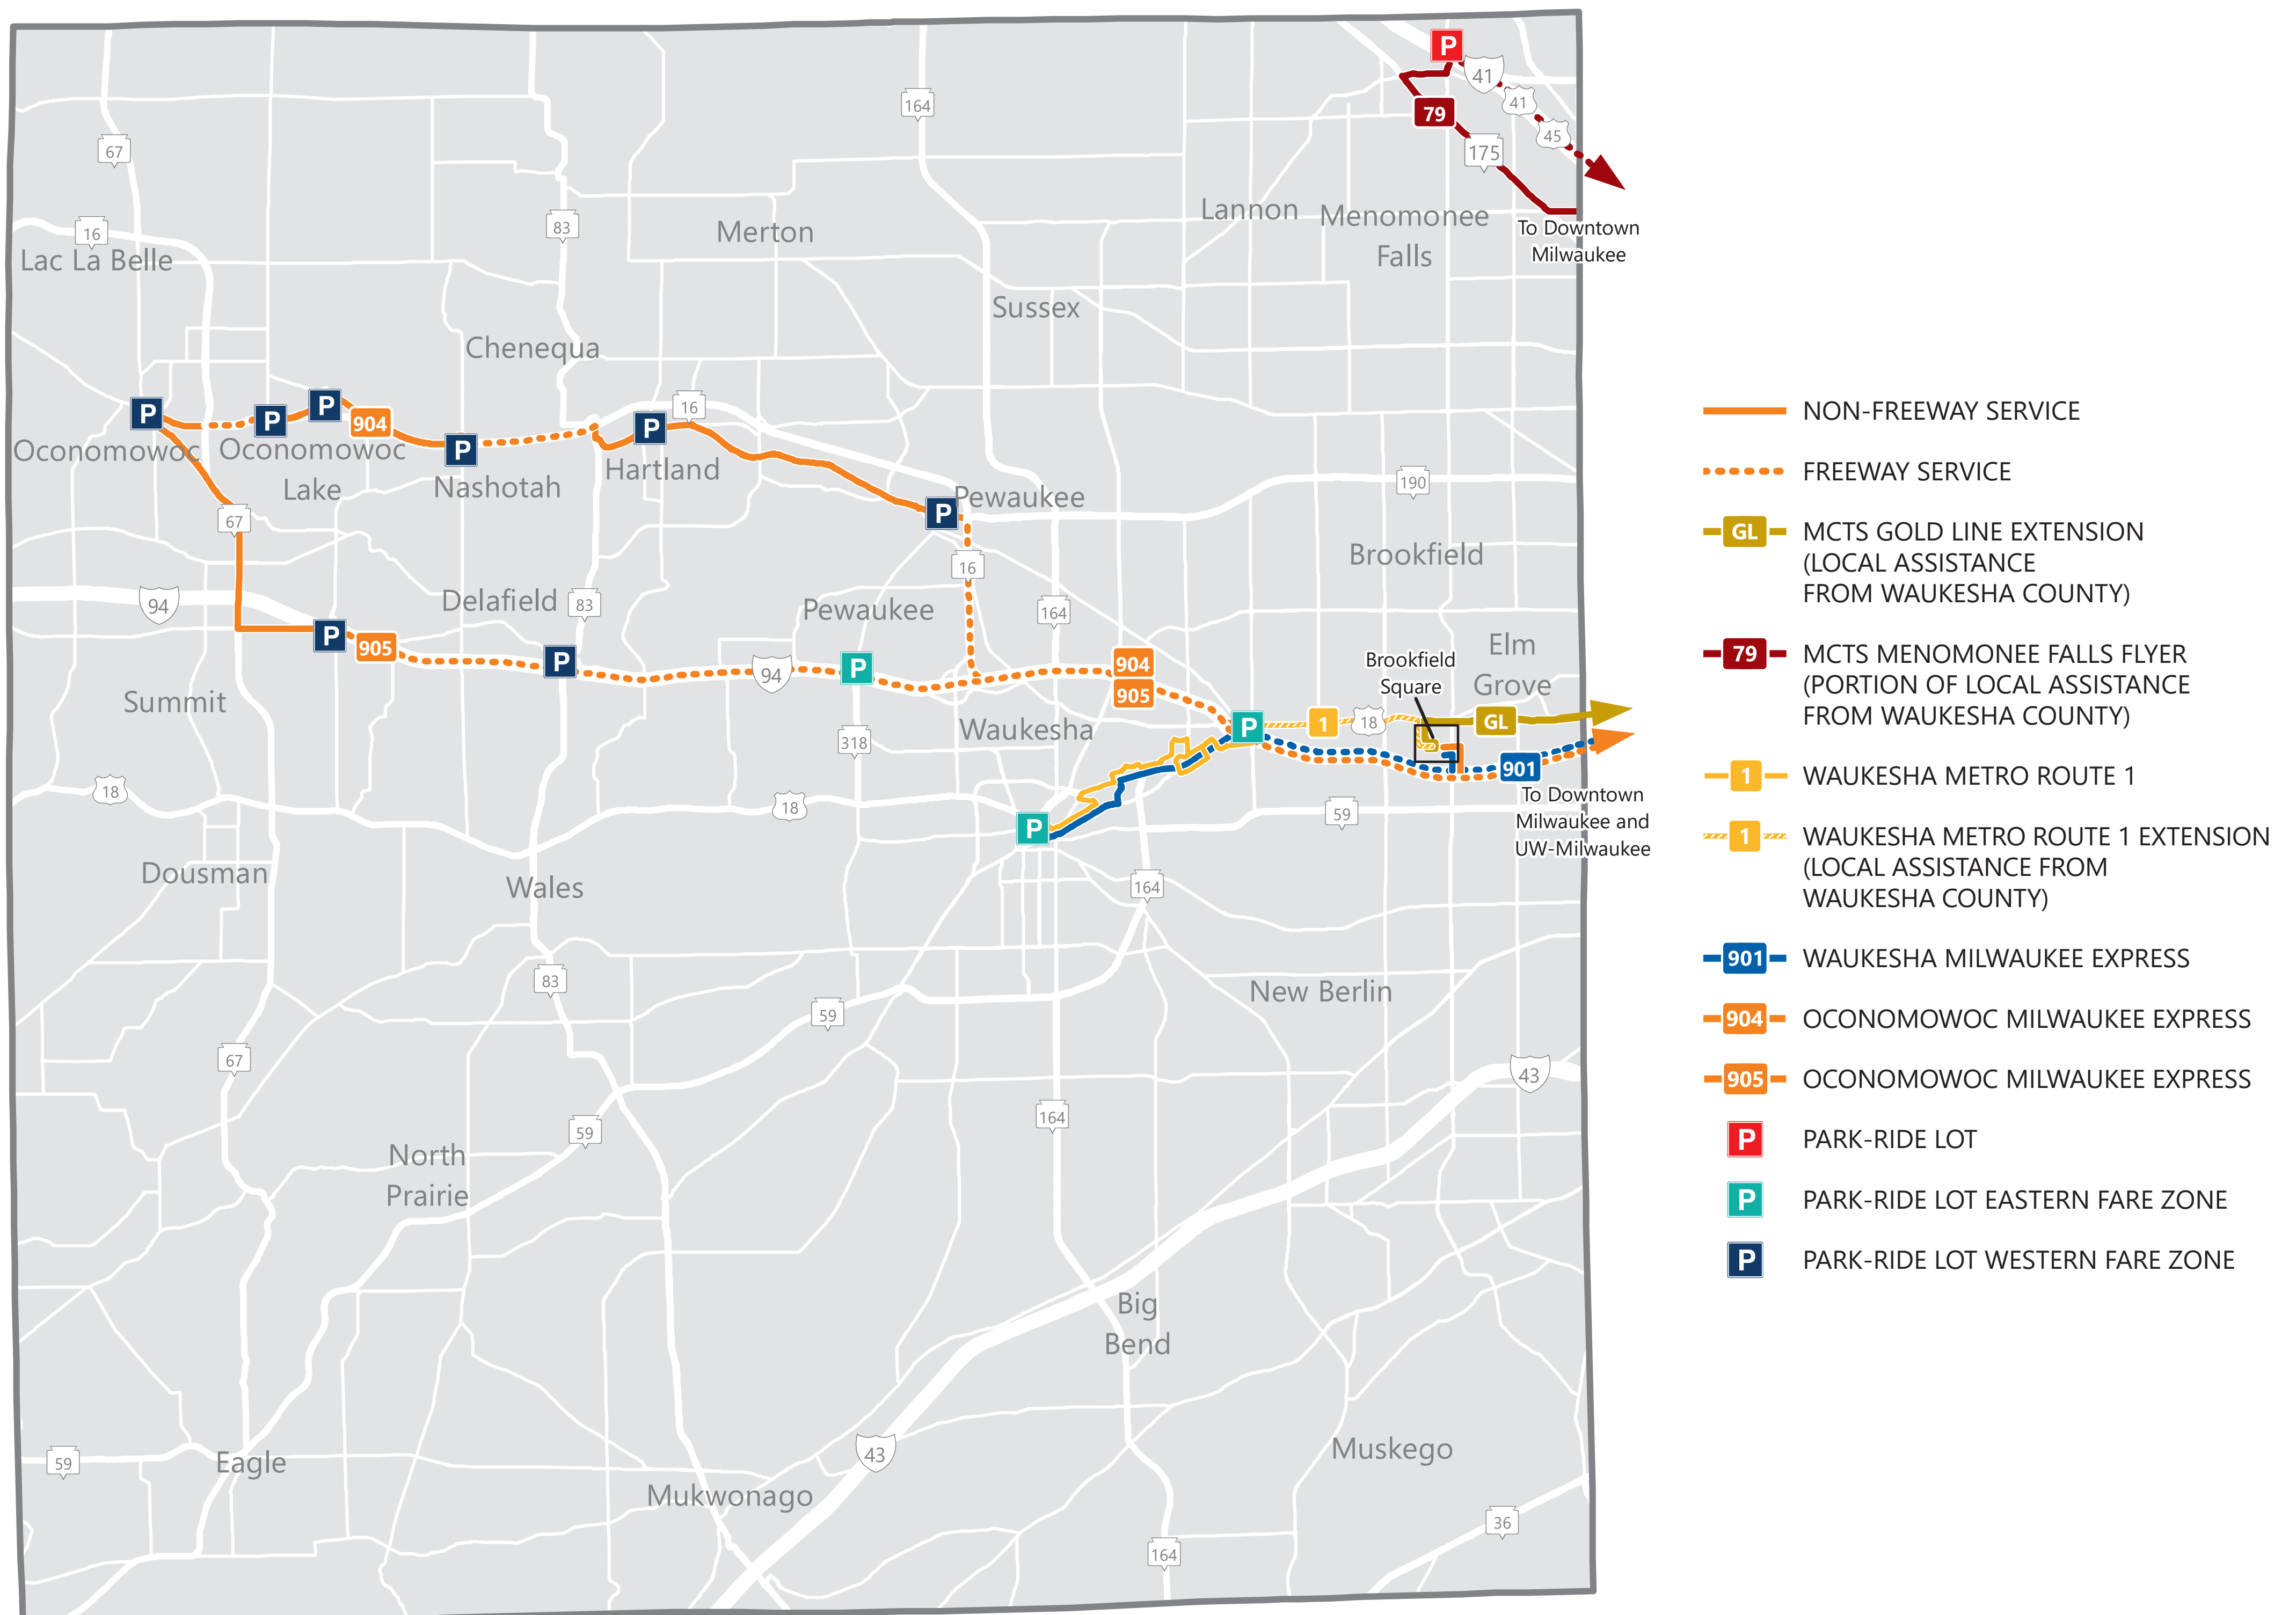 P
41
164
79
41
45
67
175
83
16
Lannon
Menomonee
Falls
Merton
To Downtown
Milwaukee
Lac La Belle
Sussex
Chenequa
P
P
P
904
P
16
P
Oconomowoc
Oconomowoc
Lake
Nashotah
Hartland
Pewaukee
P
190
67
Brookfield
16
94
Delafield
83
Pewaukee
164
P
905
P
94
P
904
905
Elm
Grove
Brookfield
Square
Summit
318
Waukesha
P
1
18
GL
901
18
18
P
59
To Downtown
Milwaukee and
UW-Milwaukee
Dousman
Wales
164
83
59
New Berlin
67
43
59
164
North
Prairie
Big
Bend
59
Eagle
43
Muskego
Mukwonago
36
164
NON-FREEWAY SERVICE
FREEWAY SERVICE
GL
MCTS GOLD LINE EXTENSION
(LOCAL ASSISTANCE
FROM WAUKESHA COUNTY)
79
MCTS MENOMONEE FALLS FLYER
(PORTION OF LOCAL ASSISTANCE
FROM WAUKESHA COUNTY)
1
WAUKESHA METRO ROUTE 1
1
WAUKESHA METRO ROUTE 1 EXTENSION
(LOCAL ASSISTANCE FROM
WAUKESHA COUNTY)
901
WAUKESHA MILWAUKEE EXPRESS
904
OCONOMOWOC MILWAUKEE EXPRESS
905
OCONOMOWOC MILWAUKEE EXPRESS
P
PARK-RIDE LOT
P
PARK-RIDE LOT EASTERN FARE ZONE
P
PARK-RIDE LOT WESTERN FARE ZONE